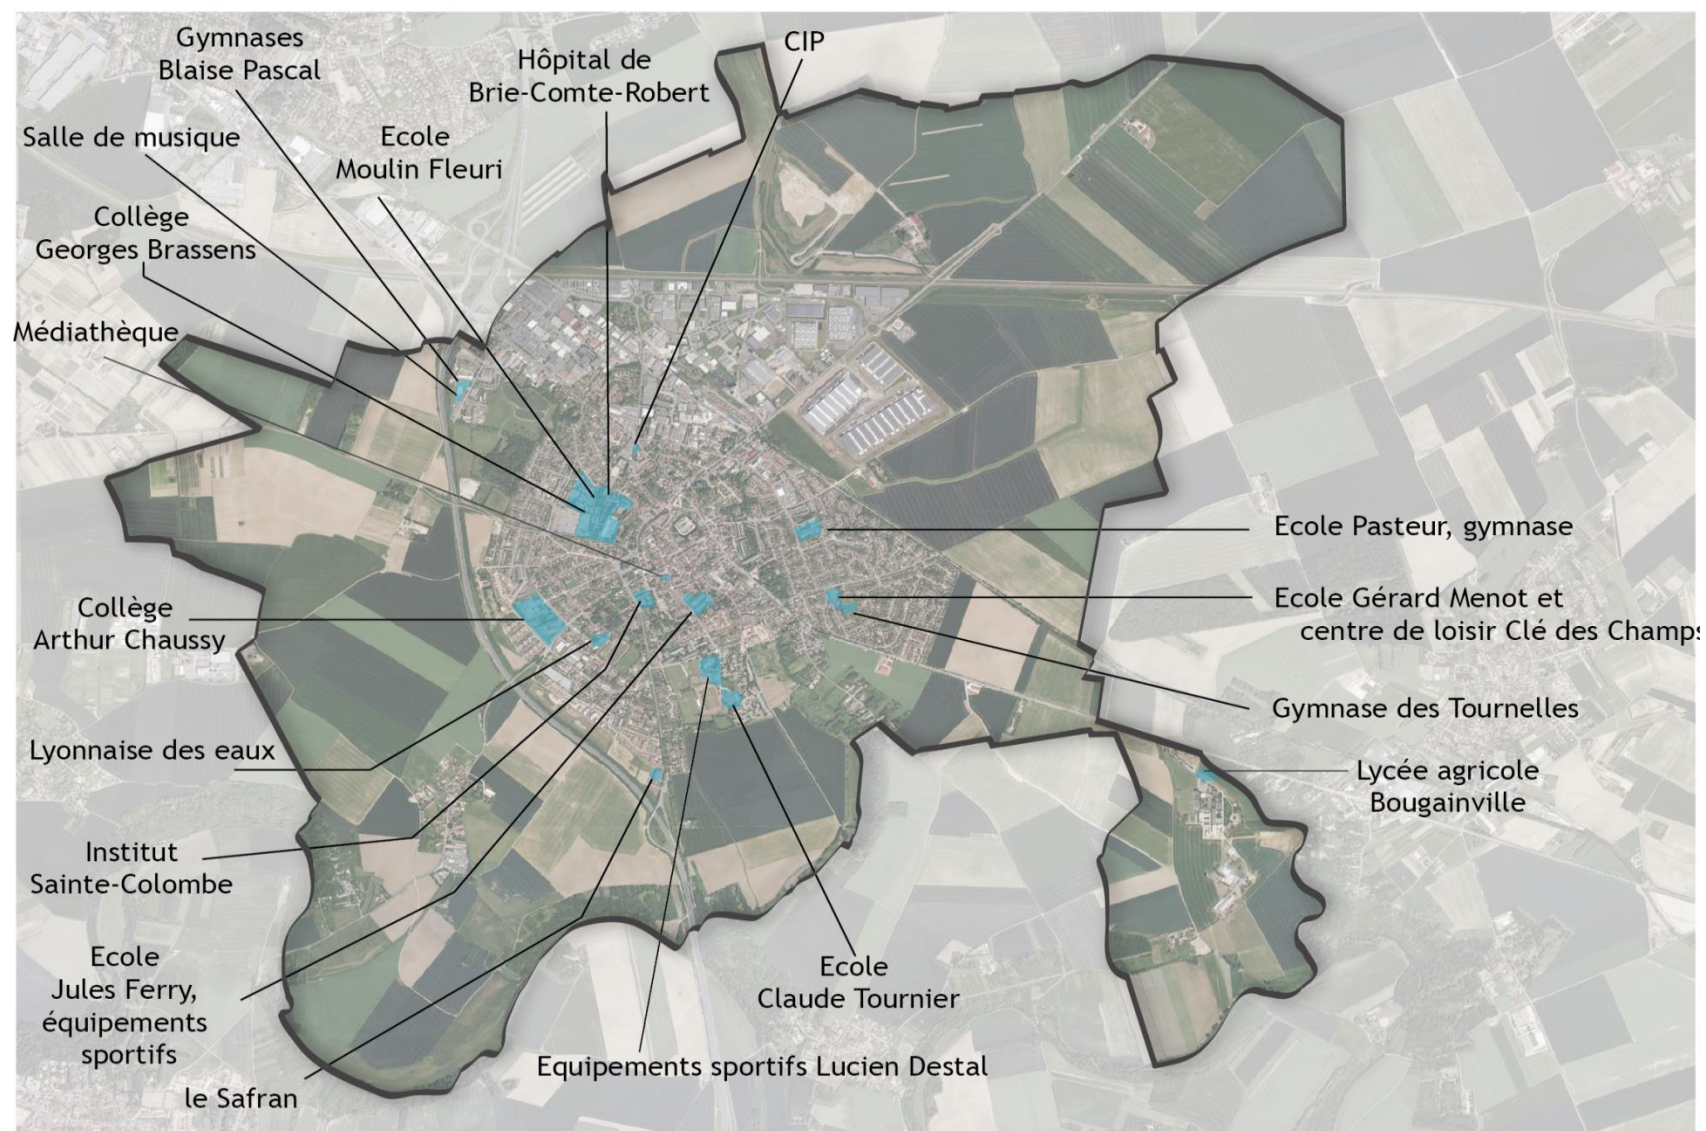 Gymnases
Blaise Pascal
Hôpital de
Brie-Comte-Robert
CIP
Salle de musique
Ecole
Moulin Fleuri
Collège
Georges Brassens
Médiathèque
Ecole Pasteur, gymnase
Collège
Arthur Chaussy
Ecole Gérard Menot et
centre de loisir Clé des Champs
Gymnase des Tournelles
Lyonnaise des eaux
Lycée agricole
Bougainville
Institut
Sainte-Colombe
Ecole
Jules Ferry,
équipements
sportifs
Ecole
Claude Tournier
Equipements sportifs Lucien Destal
le Safran